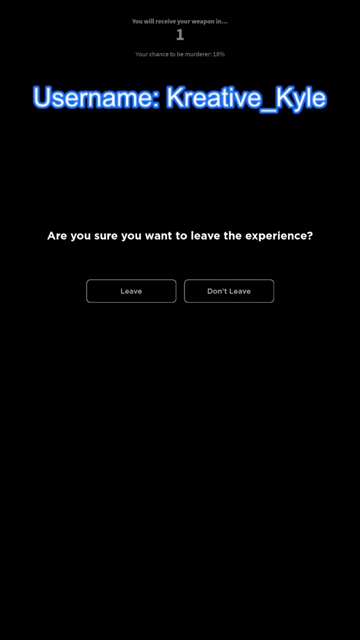 You will receive your weapon in...
1
Your chance to be murderer: 18%
Username: Kreative_Kyle
Are you sure you want to leave the experience?
Leave
Don't Leave